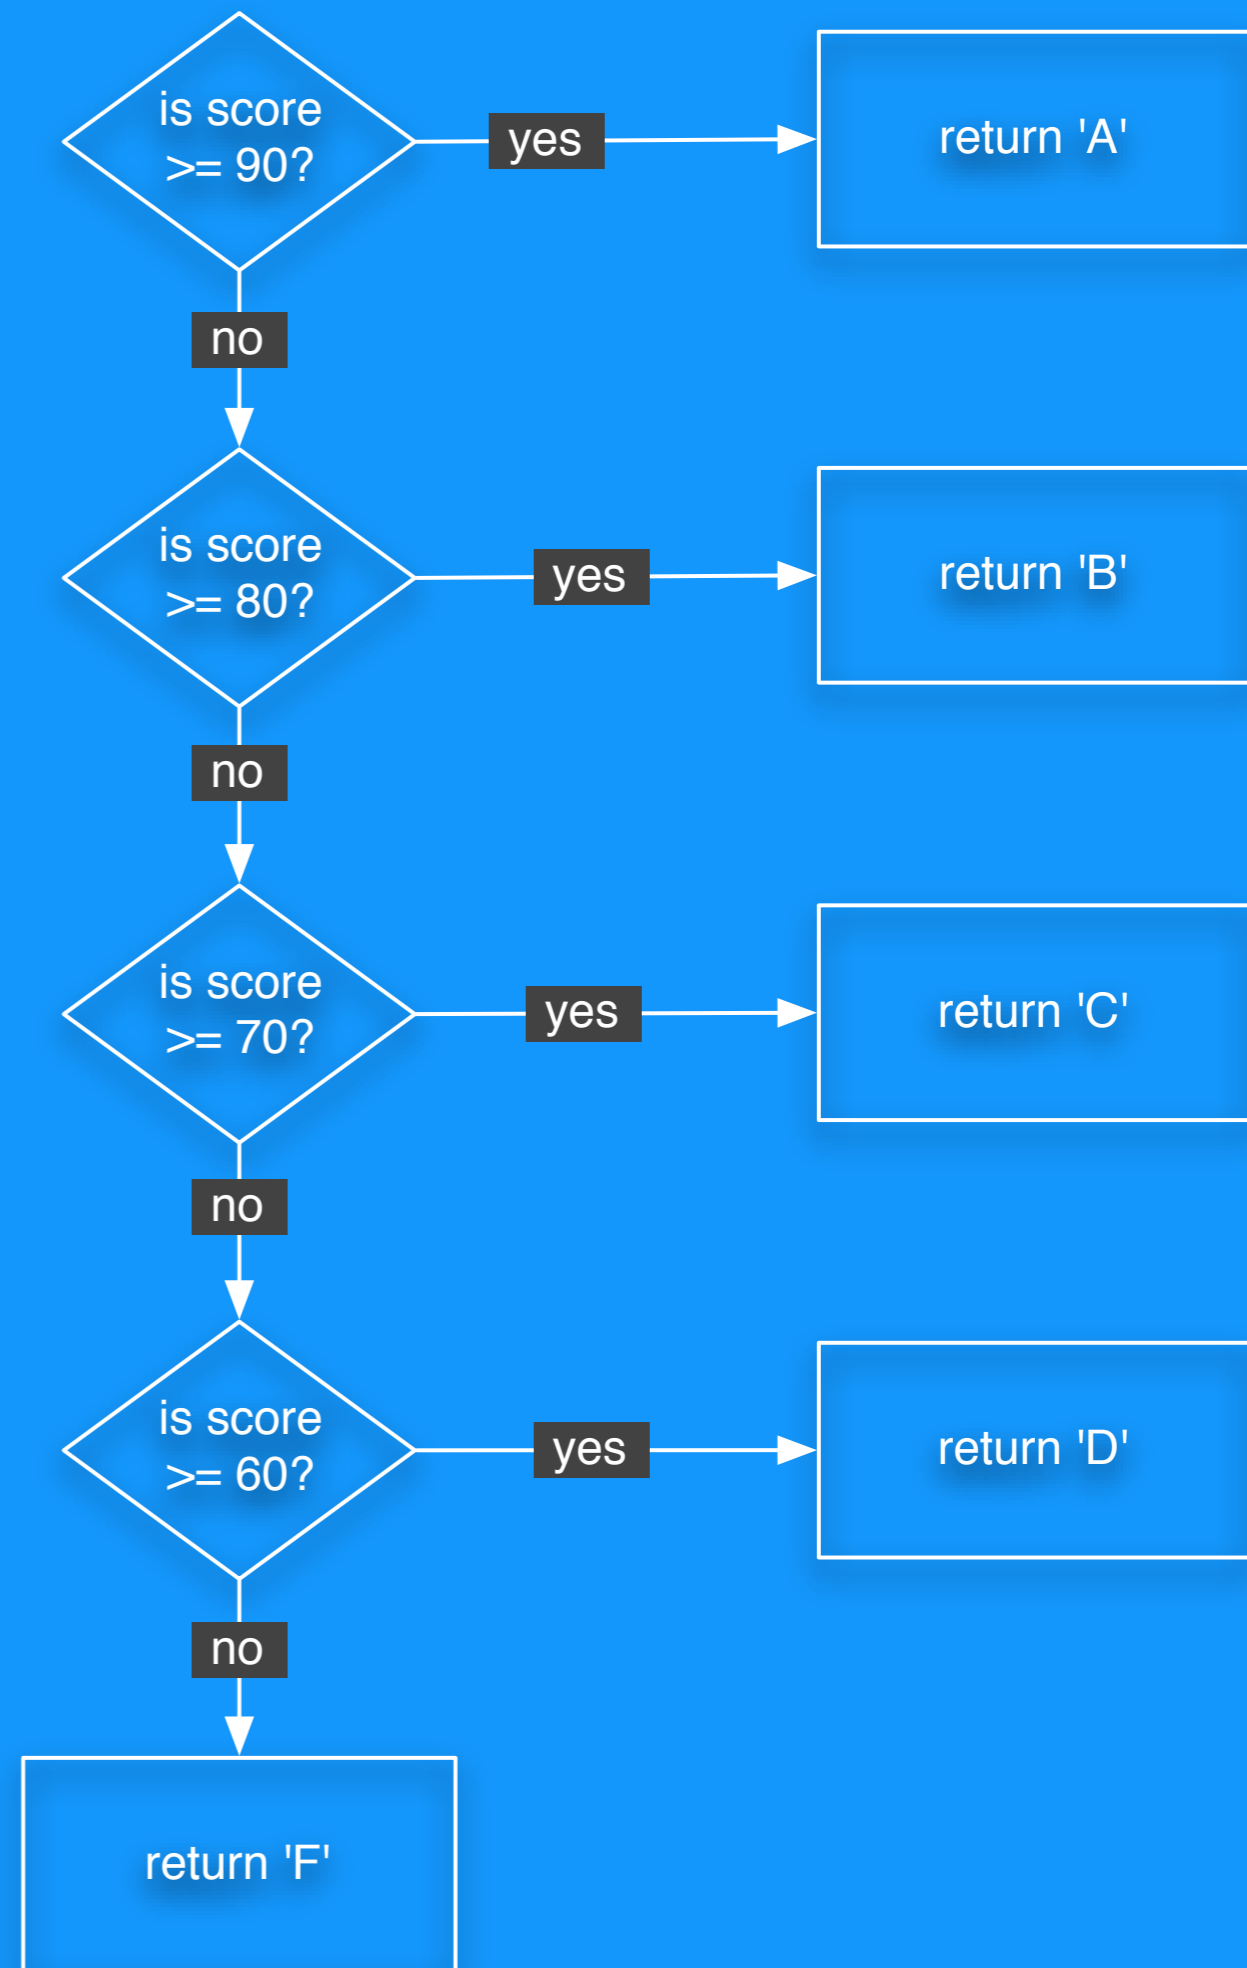 is score
>= 90?
yes
return 'A'
no
is score
>= 80?
yes
return 'B'
no
is score
>= 70?
yes
return 'C'
no
is score
>= 60?
yes
return 'D'
no
return 'F'